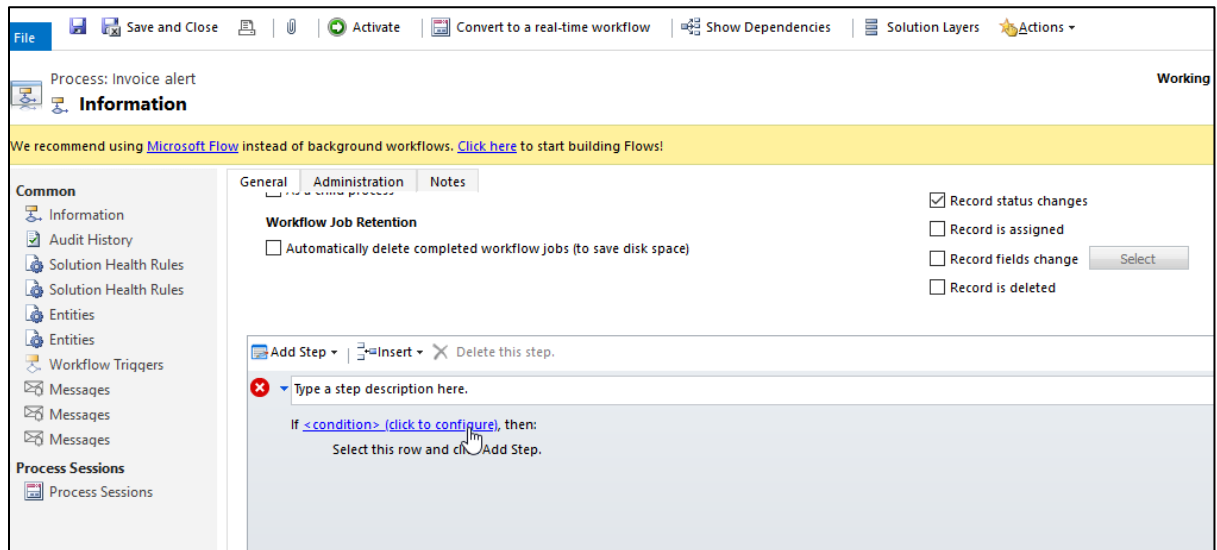 File
Save and Close
Activate
Convert to a real-time workflow
Show Dependencies
Solution Layers
Actions
Process: Invoice alert
Information
Working
We recommend using Microsoft Flow instead of background workflows. Click here to start building Flows!
Common
Information
Audit History
Solution Health Rules
Solution Health Rules
Entities
Entities
Workflow Triggers
Messages
Messages
Messages
Process Sessions
Process Sessions
General
Administration
Notes
As a child process
Workflow Job Retention
Automatically delete completed workflow jobs (to save disk space)
Record status changes
Record is assigned
Record fields change
Select
Record is deleted
Add Step
Insert
Delete this step.
Type a step description here.
If <condition> (click to configure), then:
Select this row and click Add Step.